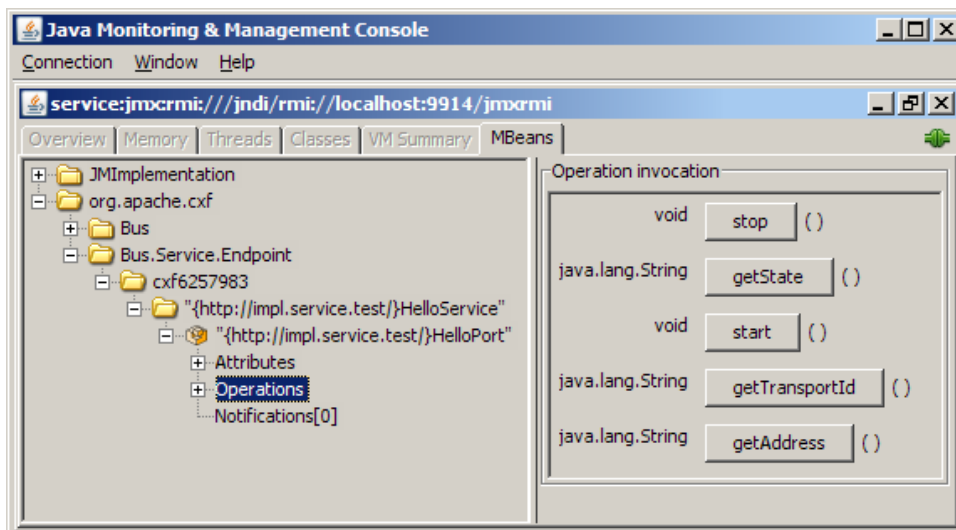 Java Monitoring & Management Console
Connection Window Help
service:jmx:rmi:///jndi/rmi://localhost:9914/jmxrmi
Overview Memory Threads Classes VM Summary MBeans
JMImplementation
org.apache.cxf
Bus
Bus.Service.Endpoint
cxf6257983
"{http://impl.service.test/}HelloService"
"{http://impl.service.test/}HelloPort"
Attributes
Operations
Notifications[0]
Operation invocation
void stop ( )
java.lang.String getState ( )
void start ( )
java.lang.String getTransportId ( )
java.lang.String getAddress ( )